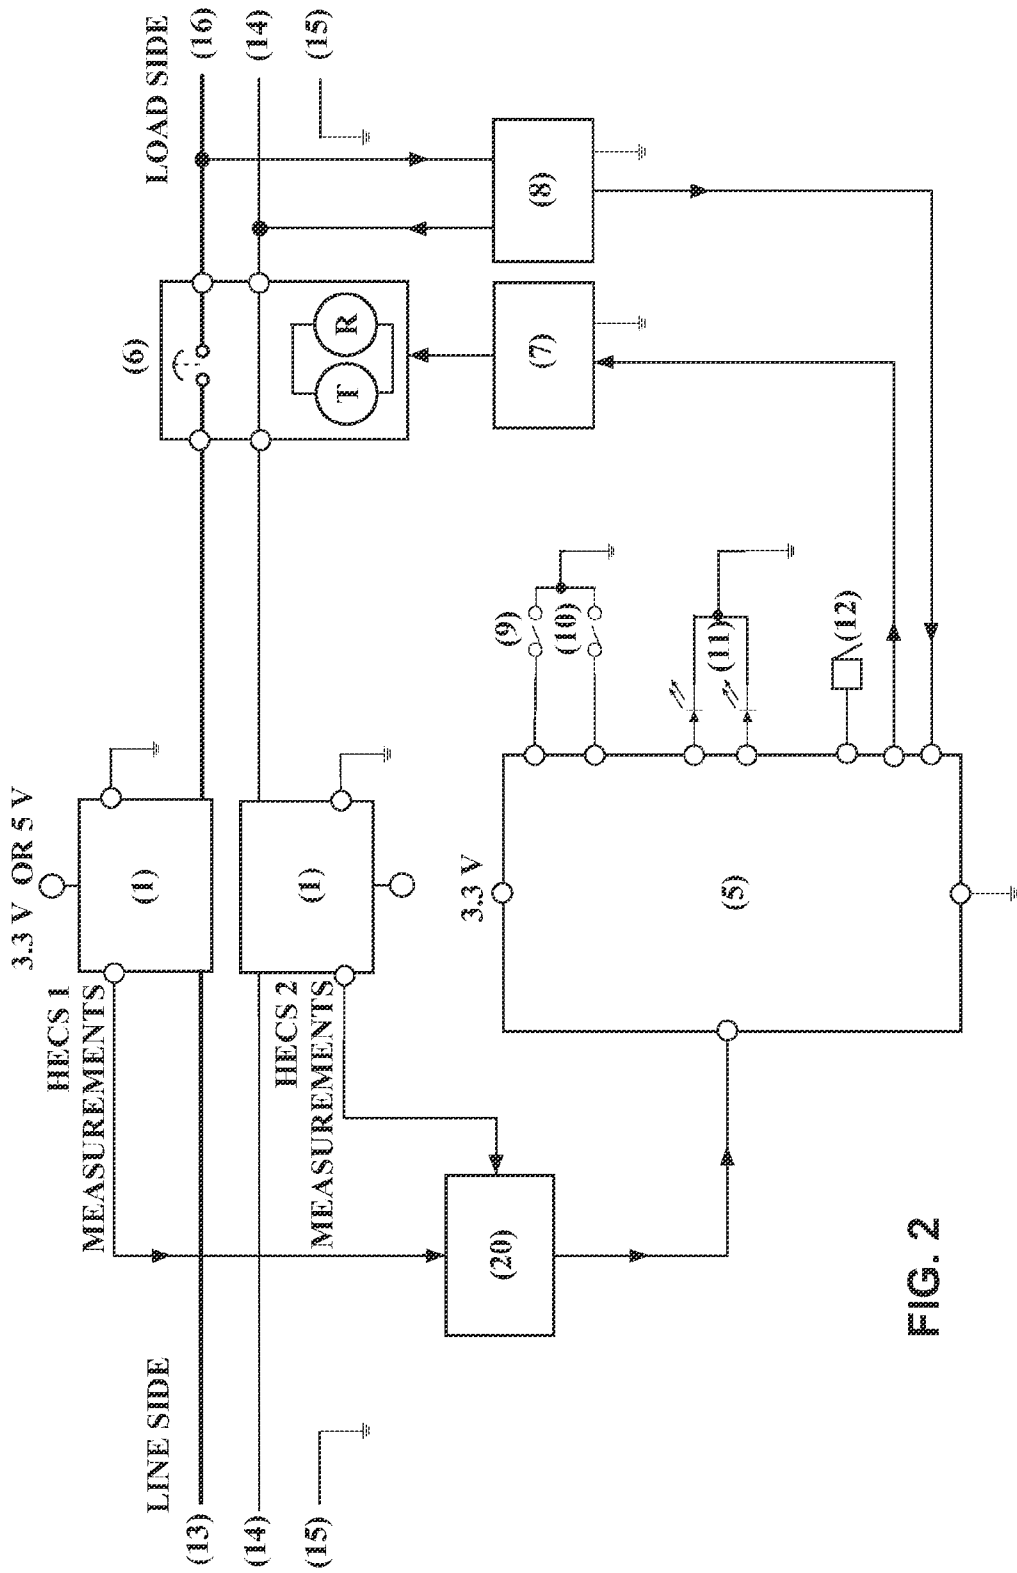 LINE SIDE
LOAD SIDE
(13)
(14)
(15)
(16)
(14)
(15)
3.3 V OR 5 V
HECS 1
MEASUREMENTS
(1)
HECS 2
MEASUREMENTS
(1)
(6)
T
R
(20)
3.3 V
(5)
(9)
(10)
(11)
(12)
(7)
(8)
FIG. 2